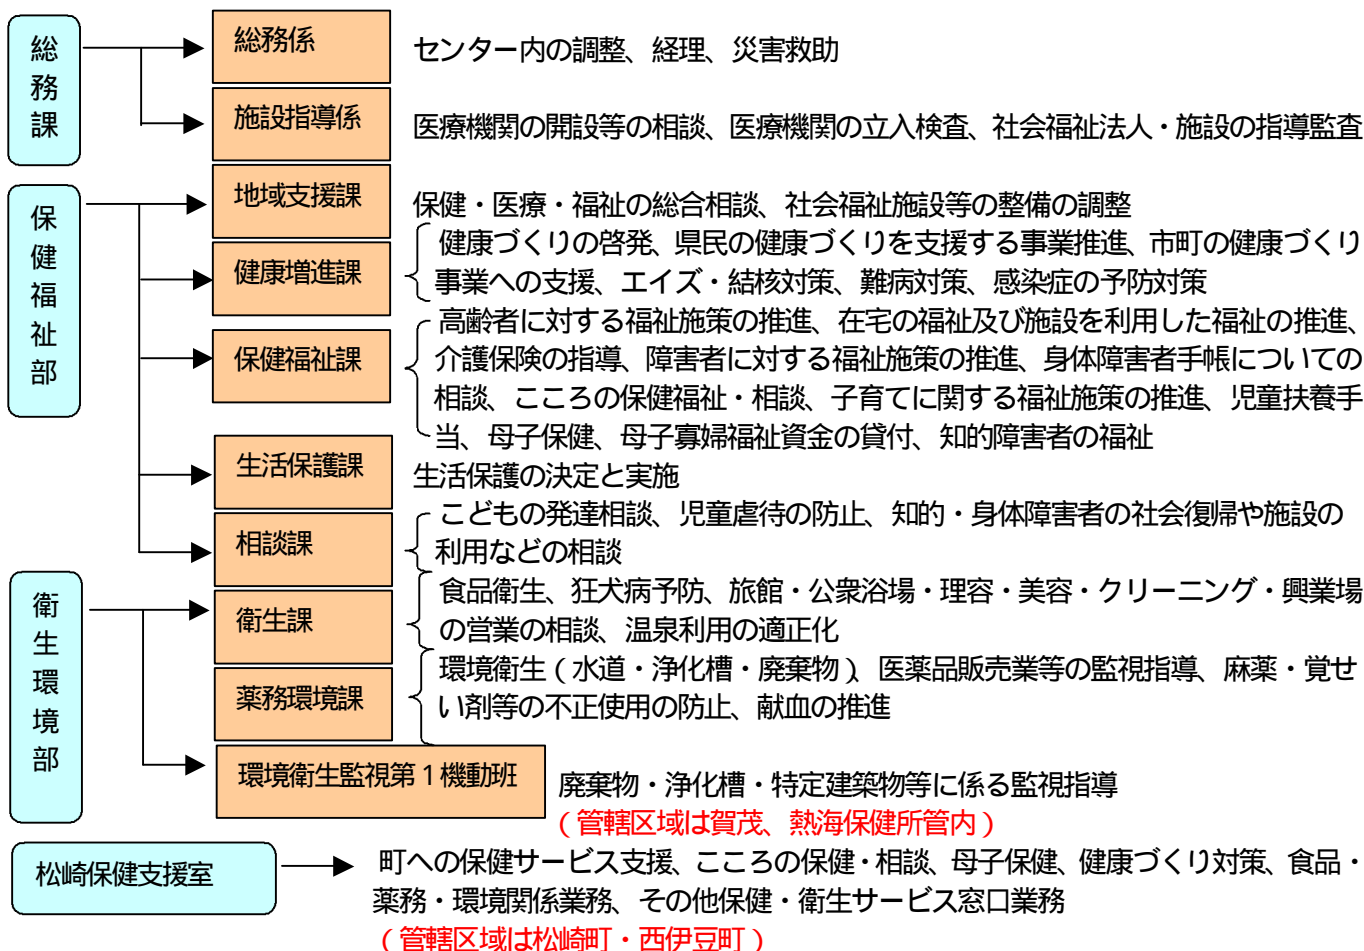 総務課
総務係
センター内の調整、経理、災害救助
施設指導係
医療機関の開設等の相談、医療機関の立入検査、社会福祉法人・施設の指導監査
保健福祉部
地域支援課
保健・医療・福祉の総合相談、社会福祉施設等の整備の調整
健康増進課
健康づくりの啓発、県民の健康づくりを支援する事業推進、市町の健康づくり
事業への支援、エイズ・結核対策、難病対策、感染症の予防対策
保健福祉課
高齢者に対する福祉施策の推進、在宅の福祉及び施設を利用した福祉の推進、
介護保険の指導、障害者に対する福祉施策の推進、身体障害者手帳についての
相談、こころの保健福祉・相談、子育てに関する福祉施策の推進、児童扶養手
当、母子保健、母子寡婦福祉資金の貸付、知的障害者の福祉
生活保護課
生活保護の決定と実施
相談課
こどもの発達相談、児童虐待の防止、知的・身体障害者の社会復帰や施設の
利用などの相談
衛生環境部
衛生課
食品衛生、狂犬病予防、旅館・公衆浴場・理容・美容・クリーニング・興業場
の営業の相談、温泉利用の適正化
薬務環境課
環境衛生（水道・浄化槽・廃棄物）、医薬品販売業等の監視指導、麻薬・覚せ
い剤等の不正使用の防止、献血の推進
環境衛生監視第１機動班
廃棄物・浄化槽・特定建築物等に係る監視指導
（管轄区域は賀茂、熱海保健所管内）
松崎保健支援室
町への保健サービス支援、こころの保健・相談、母子保健、健康づくり対策、食品・
薬務・環境関係業務、その他保健・衛生サービス窓口業務
（管轄区域は松崎町・西伊豆町）